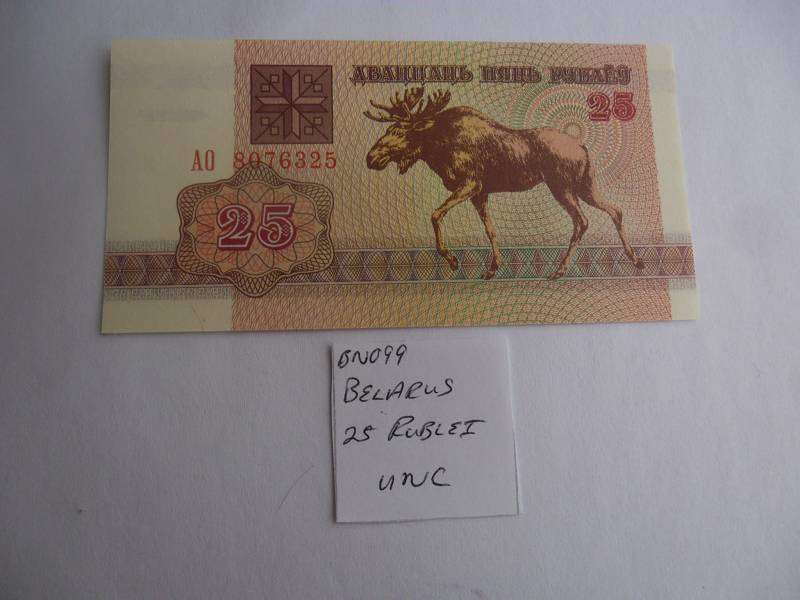 ДВАЦЦАЦЬ ПЯЦЬ РУБЛЁЎ
25
АО 8076325
25
BN099
BELARUS
25 RUBLEI
UNC